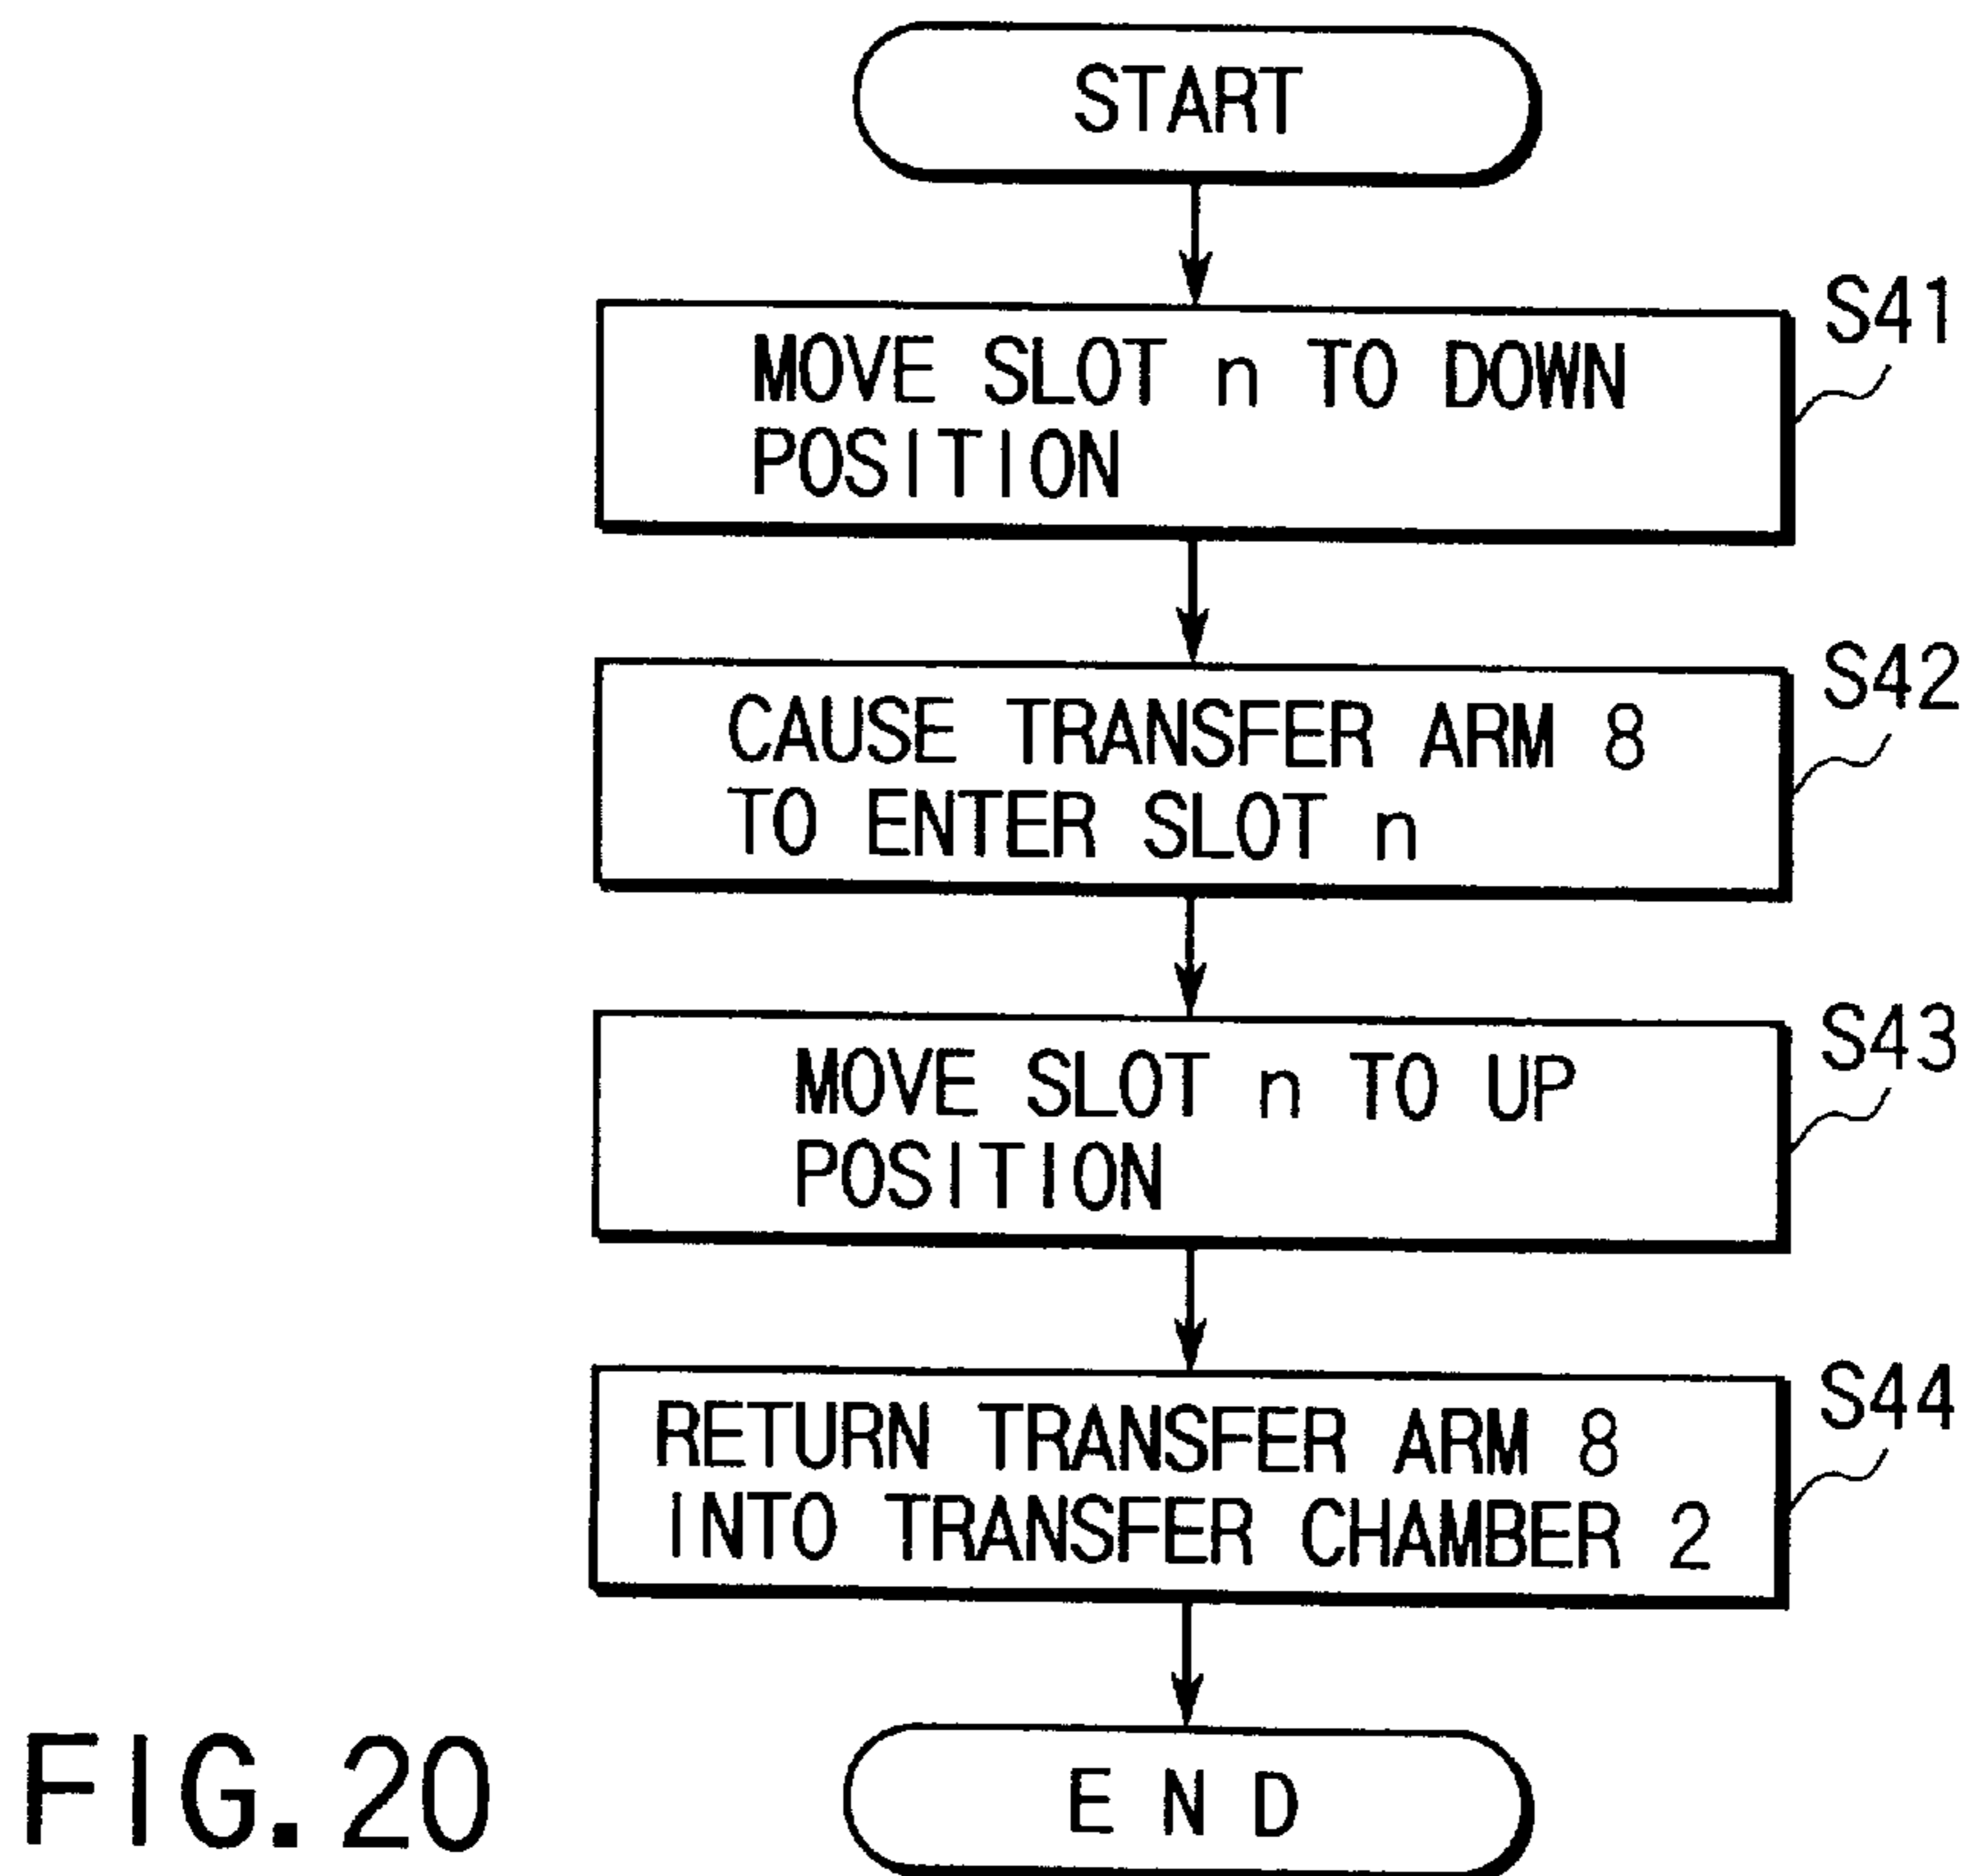 START
S41
MOVE SLOT n TO DOWN
POSITION
S42
CAUSE TRANSFER ARM 8
TO ENTER SLOT n
S43
MOVE SLOT n TO UP
POSITION
S44
RETURN TRANSFER ARM 8
INTO TRANSFER CHAMBER 2
END
FIG. 20